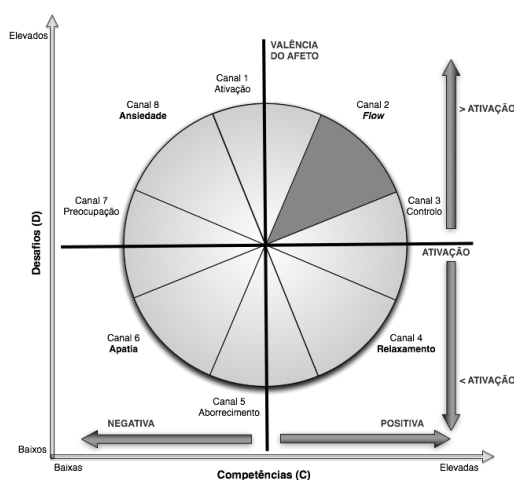 Elevados
VALÊNCIA
DO AFETO
Canal 1
Ativação
Canal 8
Ansiedade
Canal 2
Flow
> ATIVAÇÃO
Canal 7
Preocupação
Canal 3
Controlo
Desafios (D)
ATIVAÇÃO
Canal 6
Apatia
Canal 4
Relaxamento
< ATIVAÇÃO
Canal 5
Aborrecimento
NEGATIVA
POSITIVA
Baixos
Baixas
Competências (C)
Elevadas